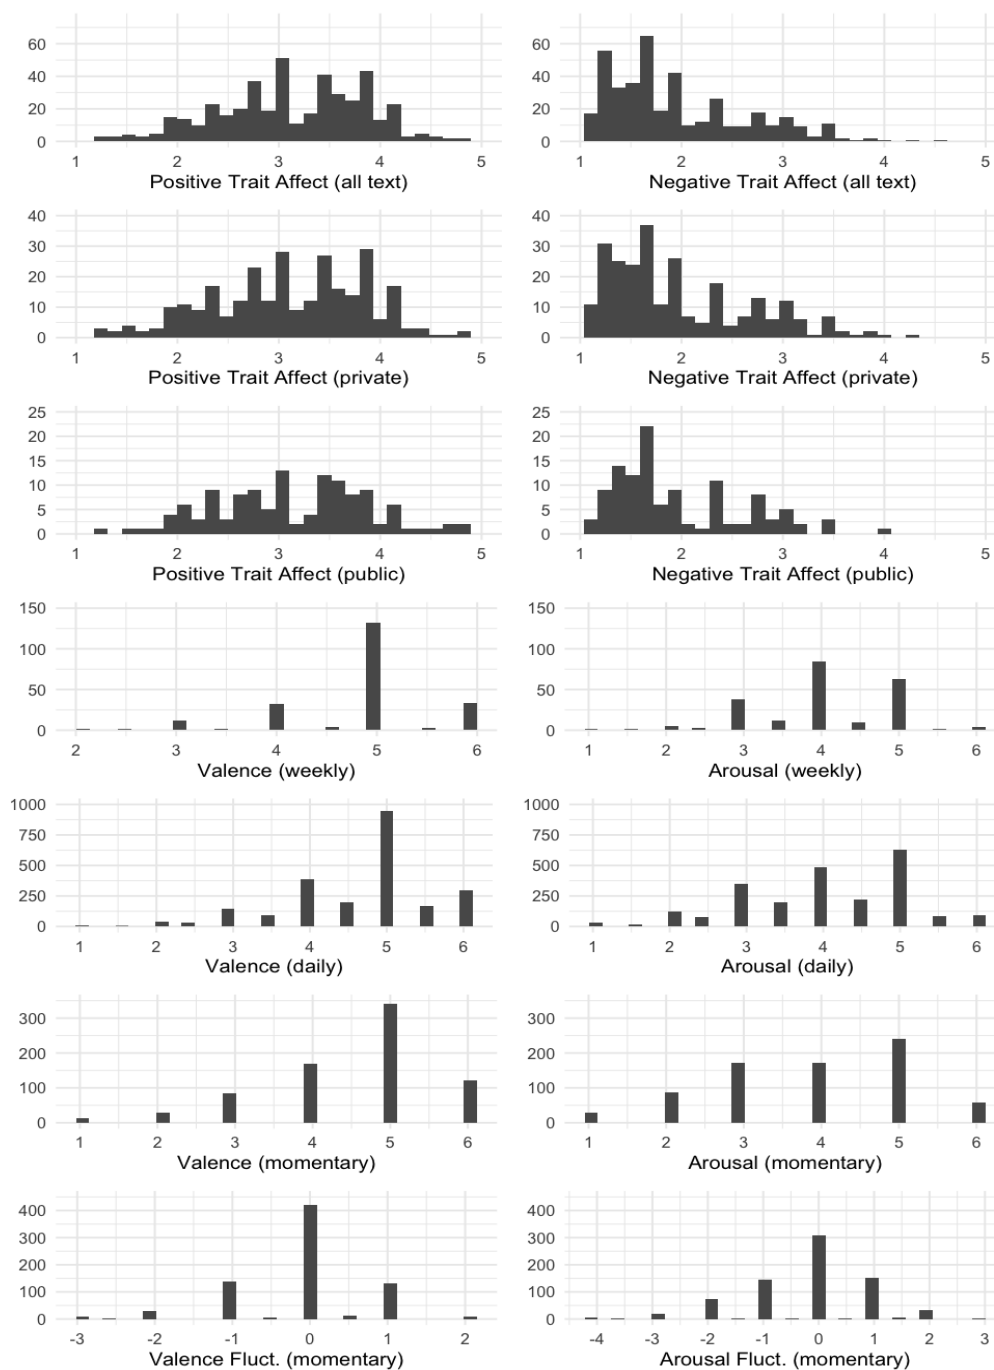 60
40
20
0
1 2 3 4 5
Positive Trait Affect (all text)
60
40
20
0
1 2 3 4 5
Negative Trait Affect (all text)
40
30
20
10
0
1 2 3 4 5
Positive Trait Affect (private)
40
30
20
10
0
1 2 3 4 5
Negative Trait Affect (private)
25
20
15
10
5
0
1 2 3 4 5
Positive Trait Affect (public)
25
20
15
10
5
0
1 2 3 4 5
Negative Trait Affect (public)
150
100
50
0
2 3 4 5 6
Valence (weekly)
150
100
50
0
1 2 3 4 5 6
Arousal (weekly)
1000
750
500
250
0
1 2 3 4 5 6
Valence (daily)
1000
750
500
250
0
1 2 3 4 5 6
Arousal (daily)
300
200
100
0
1 2 3 4 5 6
Valence (momentary)
300
200
100
0
1 2 3 4 5 6
Arousal (momentary)
400
300
200
100
0
-3 -2 -1 0 1 2
Valence Fluct. (momentary)
400
300
200
100
0
-4 -3 -2 -1 0 1 2 3
Arousal Fluct. (momentary)